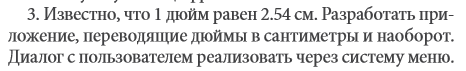 3. Известно, что 1 дюйм равен 2.54 см. Разработать при-
ложение, переводящие дюймы в сантиметры и наоборот.
Диалог с пользователем реализовать через систему меню.